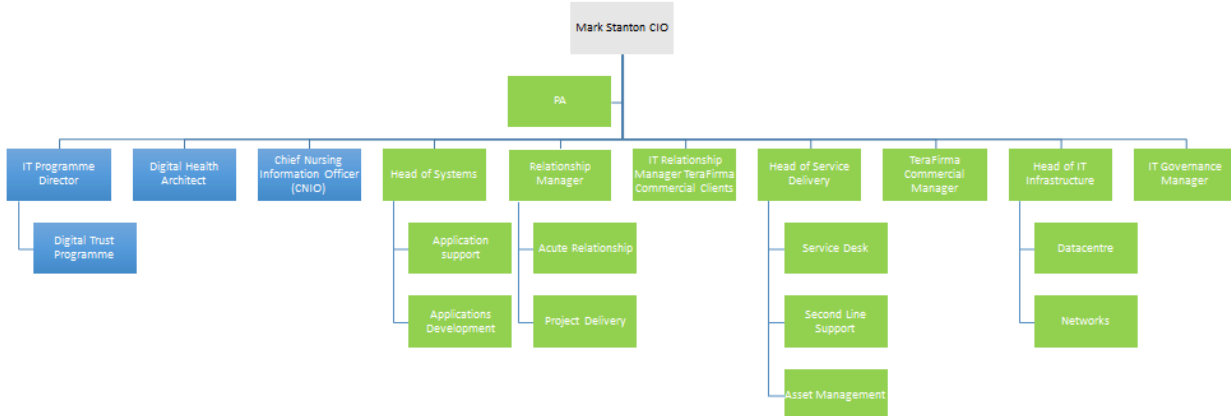 Mark Stanton CIO
PA
IT Programme
Director
Digital Health
Architect
Chief Nursing
Information Officer
(CNIO)
Head of Systems
Relationship
Manager
IT Relationship
Manager TeraFirma
Commercial Clients
Head of Service
Delivery
TeraFirma
Commercial
Manager
Head of IT
Infrastructure
IT Governance
Manager
Digital Trust
Programme
Application
support
Acute Relationship
Service Desk
Datacentre
Applications
Development
Project Delivery
Second Line
Support
Networks
Asset Management